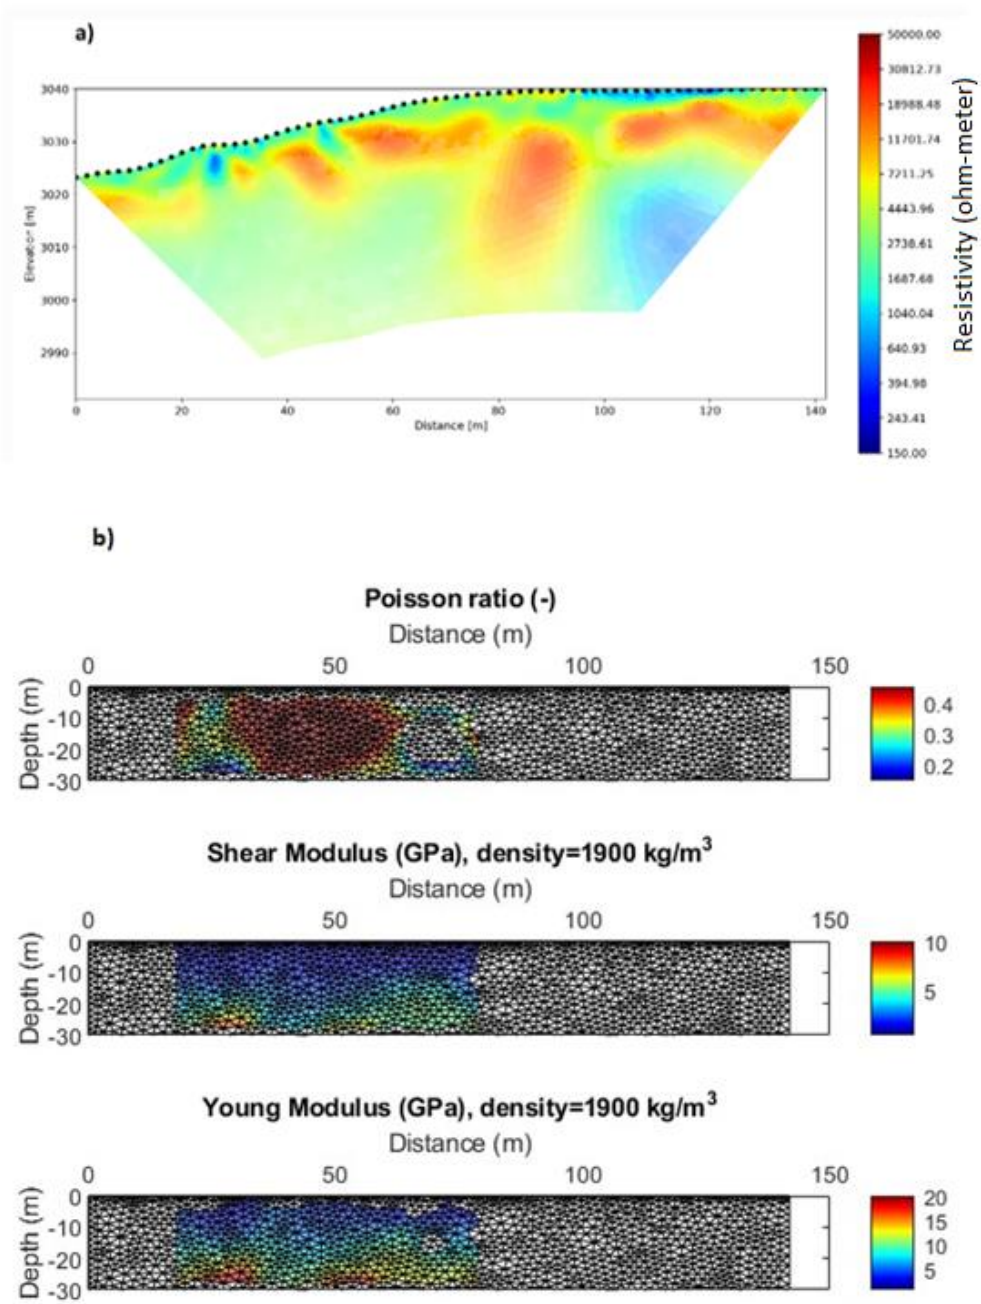 a)
50000.00
30812.73
18988.48
11701.74
7211.25
4443.96
2738.61
1687.68
1040.04
640.93
394.98
243.41
150.00
Resistivity (ohm-meter)
3040
3030
3020
3010
3000
2990
Elevation [m]
0 20 40 60 80 100 120 140
Distance [m]
b)
Poisson ratio (-)
Distance (m)
0 50 100 150
0
-10
-20
-30
Depth (m)
0.4
0.3
0.2
Shear Modulus (GPa), density=1900 kg/m³
Distance (m)
0 50 100 150
0
-10
-20
-30
Depth (m)
10
5
Young Modulus (GPa), density=1900 kg/m³
Distance (m)
0 50 100 150
0
-10
-20
-30
Depth (m)
20
15
10
5